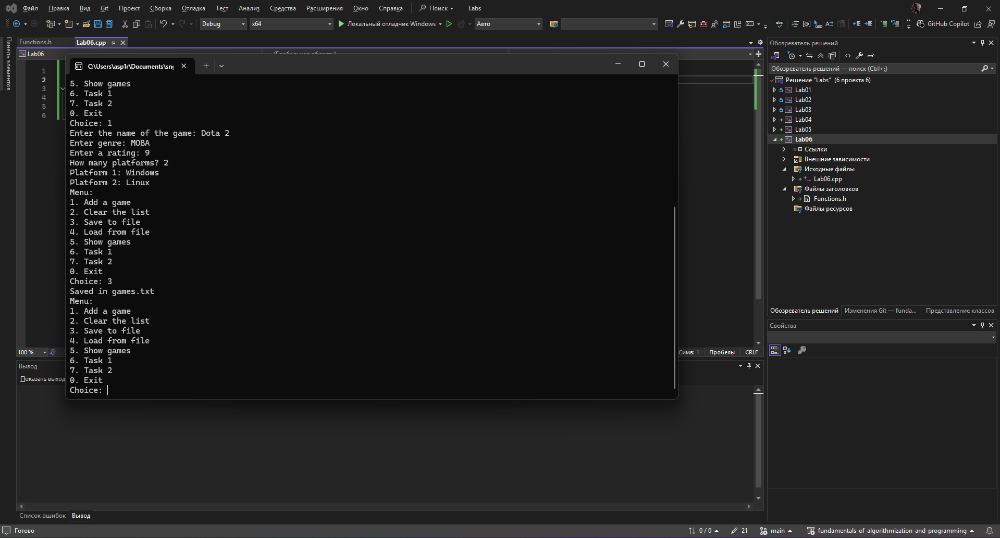 Файл Правка Вид Git Проект Сборка Отладка Тест Анализ Средства Расширения Окно Справка Поиск Labs
Debug x64 Локальный отладчик Windows Авто GitHub Copilot
Панель элементов
Functions.h Lab06.cpp
Lab06
1
2
3
4
5
6
C:\Users\asp1r\Documents\sng
5. Show games
6. Task 1
7. Task 2
0. Exit
Choice: 1
Enter the name of the game: Dota 2
Enter genre: MOBA
Enter a rating: 9
How many platforms? 2
Platform 1: Windows
Platform 2: Linux
Menu:
1. Add a game
2. Clear the list
3. Save to file
4. Load from file
5. Show games
6. Task 1
7. Task 2
0. Exit
Choice: 3
Saved in games.txt
Menu:
1. Add a game
2. Clear the list
3. Save to file
4. Load from file
5. Show games
6. Task 1
7. Task 2
0. Exit
Choice:
100 % Симв: 1 Пробелы CRLF
Вывод
Показать выход
Список ошибок Вывод
Обозреватель решений
Обозреватель решений — поиск (Ctrl+;)
Решение "Labs" (6 проекта 6)
Lab01
Lab02
Lab03
Lab04
Lab05
Lab06
Ссылки
Внешние зависимости
Исходные файлы
Lab06.cpp
Файлы заголовков
Functions.h
Файлы ресурсов
Обозреватель решений Изменения Git — funda... Представление классов
Свойства
Готово 0 / 0 21 main fundamentals-of-algorithmization-and-programming